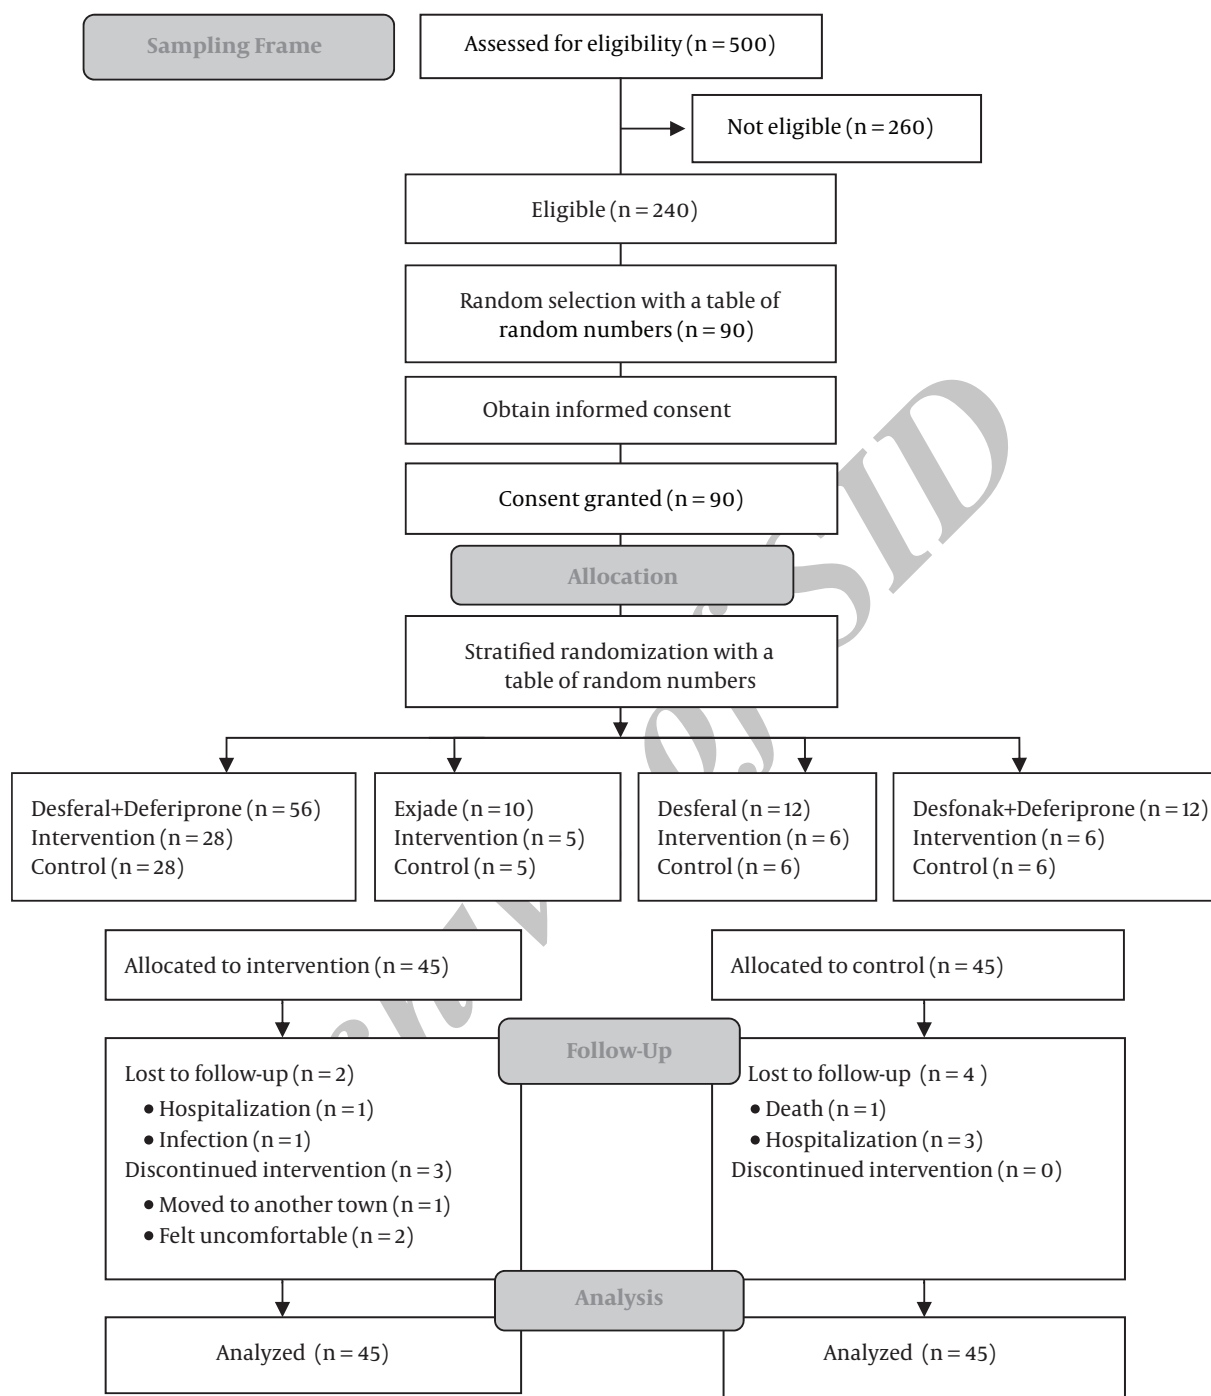 Sampling Frame
Assessed for eligibility (n = 500)
Not eligible (n = 260)
Eligible (n = 240)
Random selection with a table of
random numbers (n = 90)
Obtain informed consent
Consent granted (n = 90)
Allocation
Stratified randomization with a
table of random numbers
Desferal+Deferiprone (n = 56)
Intervention (n = 28)
Control (n = 28)
Exjade (n = 10)
Intervention (n = 5)
Control (n = 5)
Desferal (n = 12)
Intervention (n = 6)
Control (n = 6)
Desfonak+Deferiprone (n = 12)
Intervention (n = 6)
Control (n = 6)
Allocated to intervention (n = 45)
Allocated to control (n = 45)
Follow-Up
Lost to follow-up (n = 2)
• Hospitalization (n = 1)
• Infection (n = 1)
Discontinued intervention (n = 3)
• Moved to another town (n = 1)
• Felt uncomfortable (n = 2)
Lost to follow-up (n = 4 )
• Death (n = 1)
• Hospitalization (n = 3)
Discontinued intervention (n = 0)
Analysis
Analyzed (n = 45)
Analyzed (n = 45)
of SID